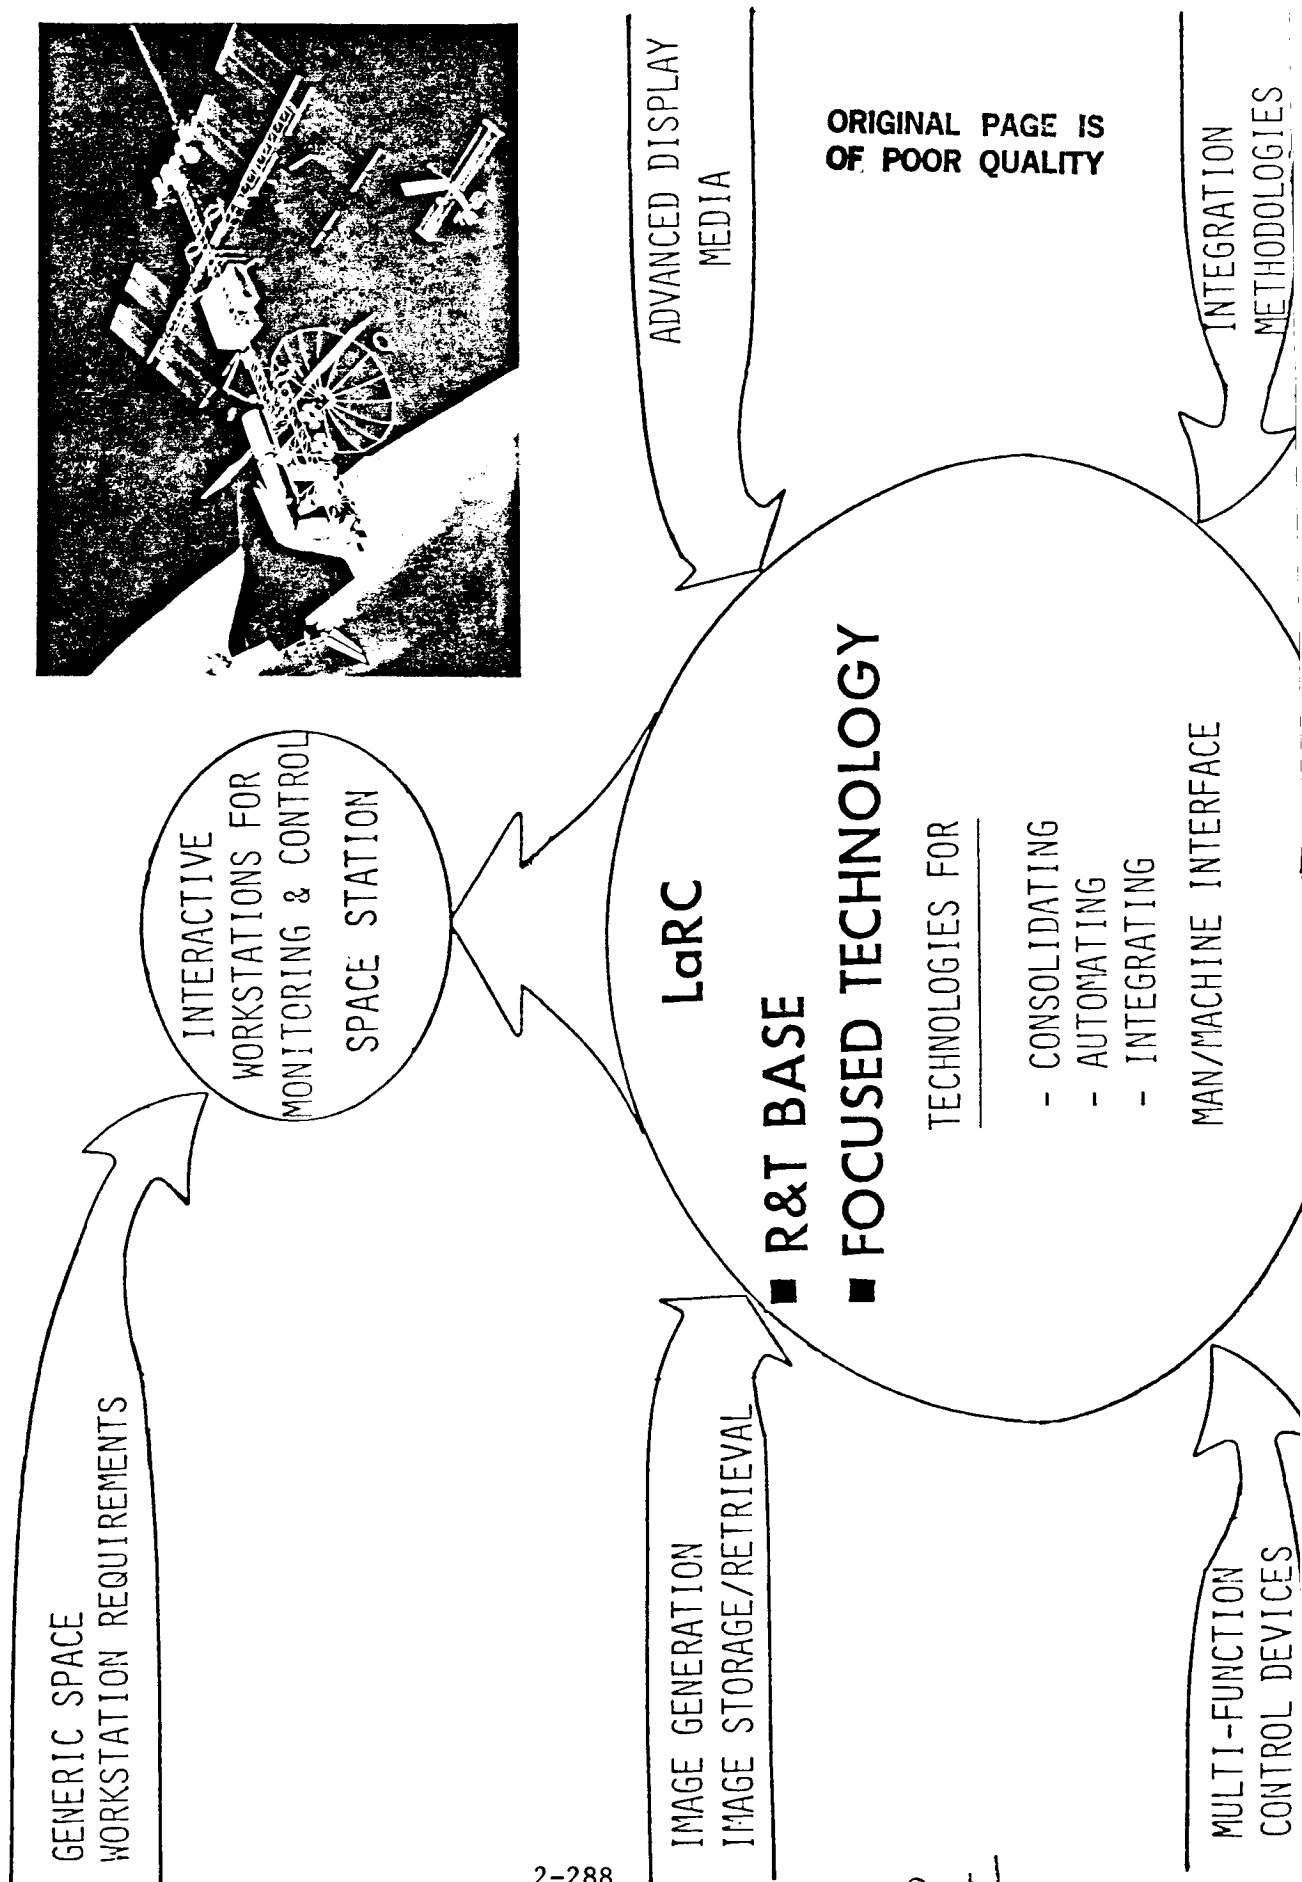 GENERIC SPACE
WORKSTATION REQUIREMENTS
INTERACTIVE
WORKSTATIONS FOR
MONITORING & CONTROL
SPACE STATION
IMAGE GENERATION
IMAGE STORAGE/RETRIEVAL
LaRC
■ R&T BASE
■ FOCUSED TECHNOLOGY
TECHNOLOGIES FOR
- CONSOLIDATING
- AUTOMATING
- INTEGRATING
MAN/MACHINE INTERFACE
ADVANCED DISPLAY
MEDIA
ORIGINAL PAGE IS
OF POOR QUALITY
MULTI-FUNCTION
CONTROL DEVICES
INTEGRATION
METHODOLOGIES
2-288